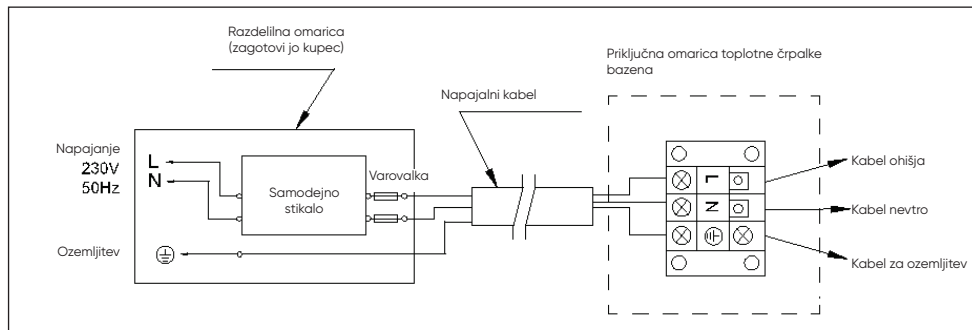 Razdelilna omarica
(zagotovi jo kupec)
Priključna omarica toplotne črpalke
bazena
Napajalni kabel
Napajanje
230V
50Hz
L
N
Samodejno
stikalo
Varovalka
Ozemljitev
L
N
Kabel ohišja
Kabel nevtro
Kabel za ozemljitev